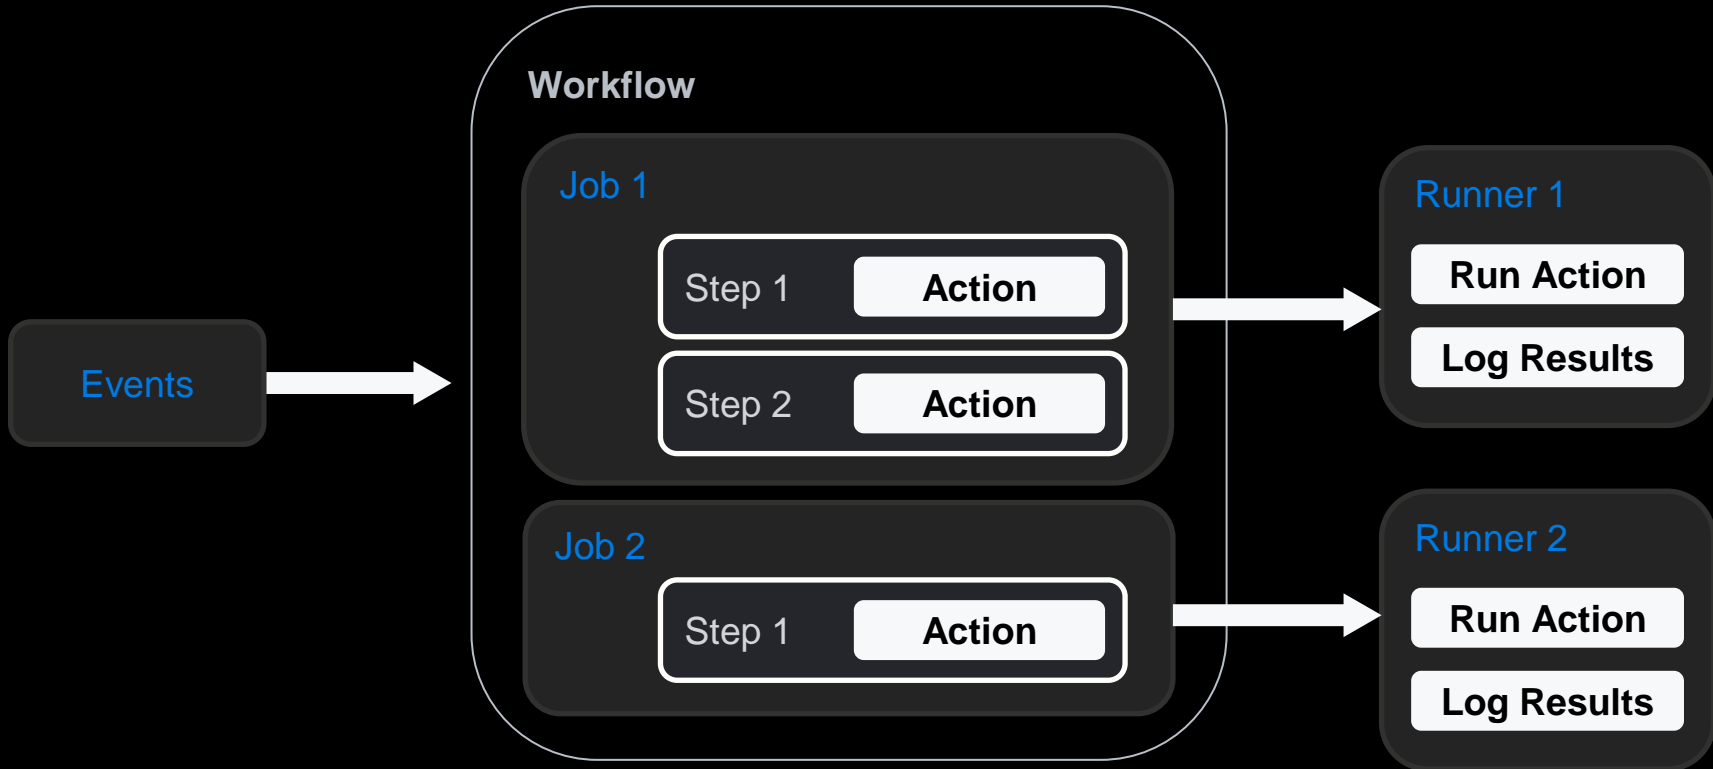 Workflow
Job 1
Step 1 Action
Step 2 Action
Job 2
Step 1 Action
Events
Runner 1
Run Action
Log Results
Runner 2
Run Action
Log Results